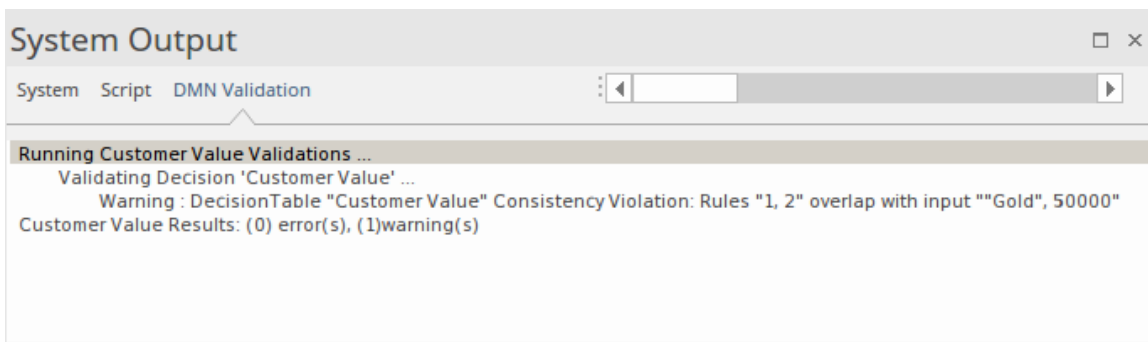 System Output
System Script DMN Validation
Running Customer Value Validations ...
Validating Decision 'Customer Value' ...
Warning : DecisionTable "Customer Value" Consistency Violation: Rules "1, 2" overlap with input ""Gold", 50000"
Customer Value Results: (0) error(s), (1)warning(s)